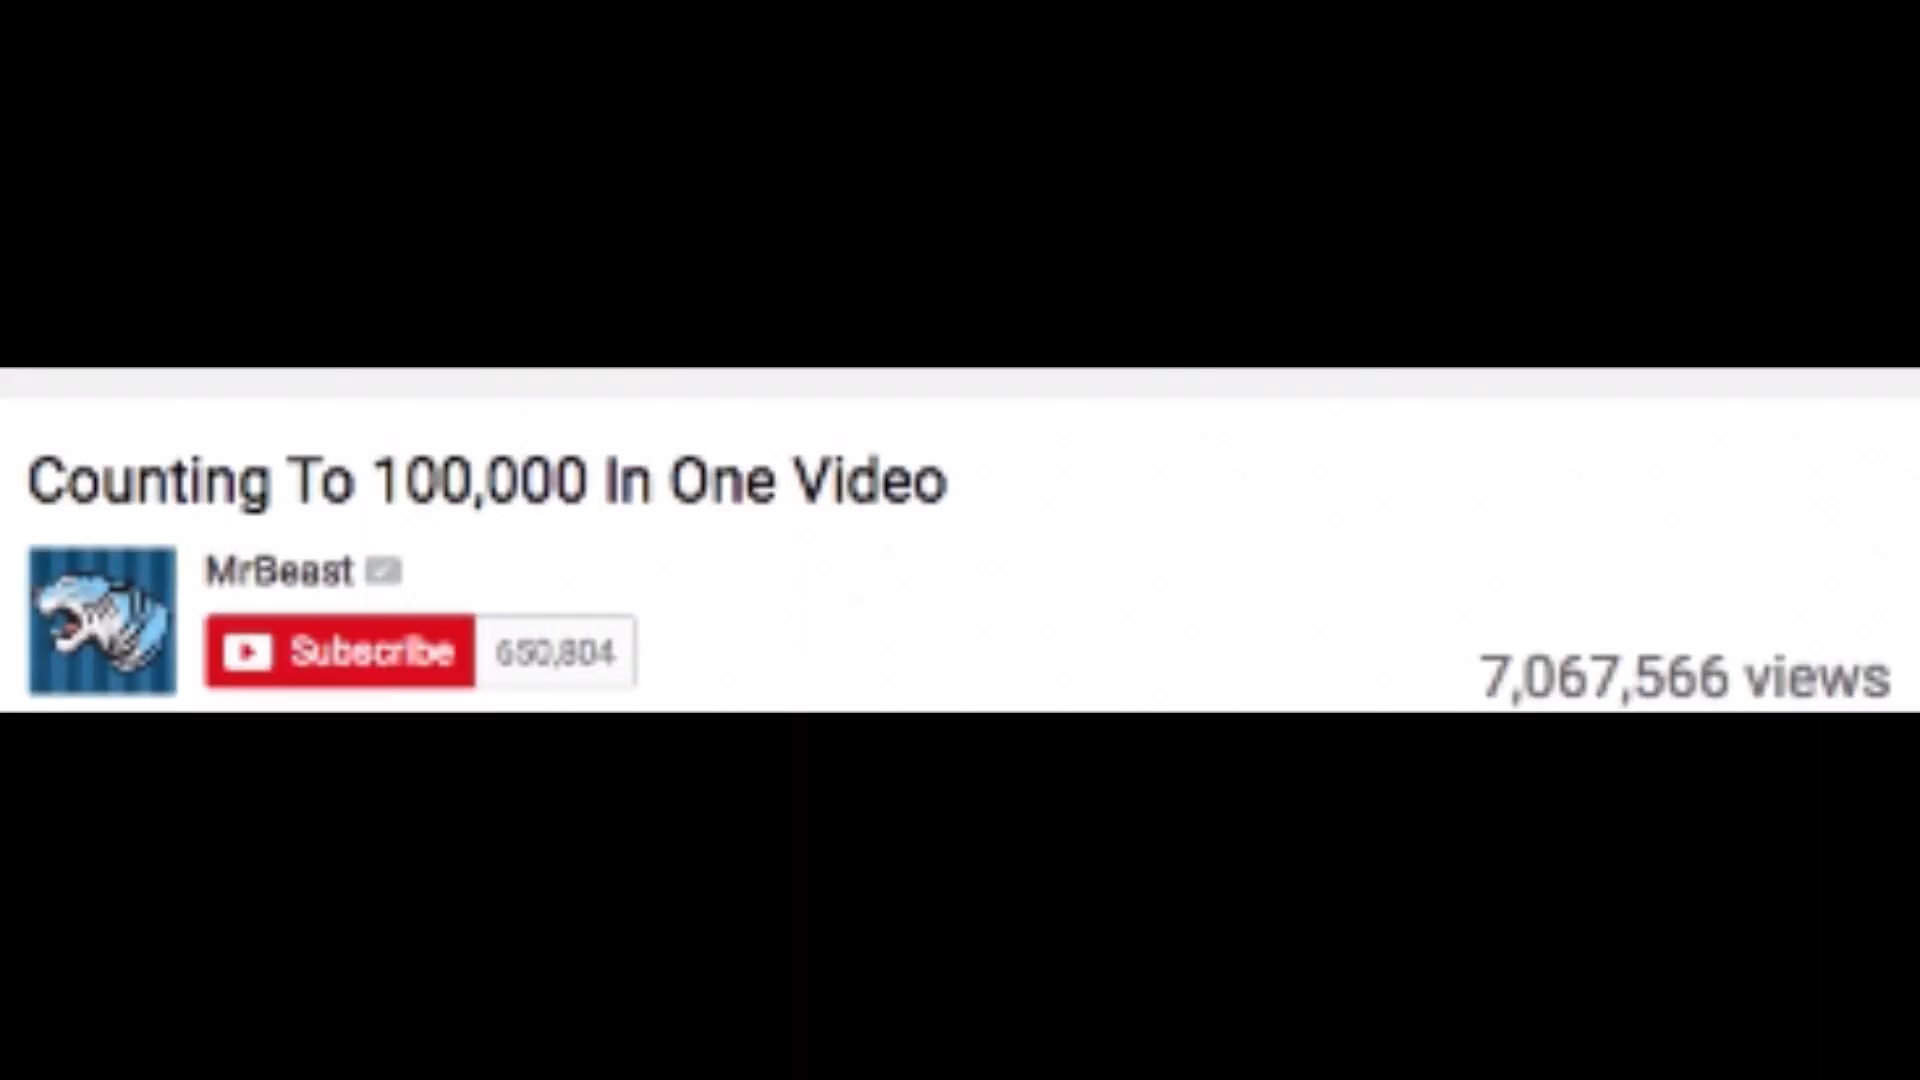 Counting To 100,000 In One Video
MrBeast
Subscribe 650,804
7,067,566 views